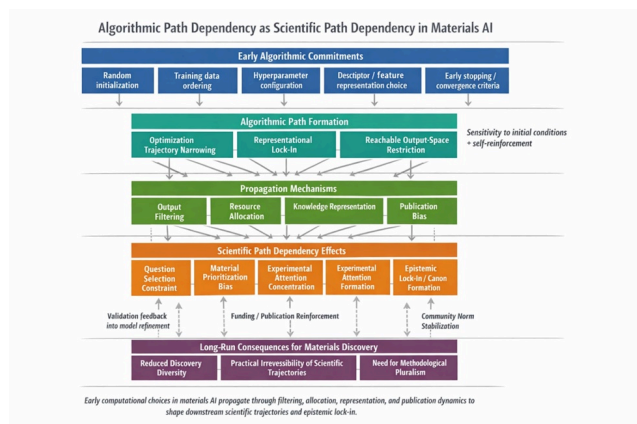 Algorithmic Path Dependency as Scientific Path Dependency in Materials AI
Early Algorithmic Commitments
Random
initialization
Training data
ordering
Hyperparameter
configuration
Desctiptor / feature
representation choice
Early stopping /
convergence criteria
Algorithmic Path Formation
Optimization
Trajectory Narrowing
Representational
Lock-In
Reachable Output-Space
Restriction
Sensitivity to initial conditions
+ self-reinforcement
Propagation Mechanisms
Output
Filtering
Resource
Allocation
Knowledge Representation
Publication
Bias
Scientific Path Dependency Effects
Question
Selection
Constraint
Material
Prioritization
Bias
Experimental
Attention
Concentration
Experimental
Attention
Formation
Epistemic
Lock-In / Canon
Formation
Validation feedback
into model refinement
Funding / Publication Reinforcement
Community Norm
Stabilization
Long-Run Consequences for Materials Discovery
Reduced Discovery
Diversity
Practical Irrevessibility of Scientific
Trajectories
Need for Methodological
Pluralism
Early computational choices in materials AI propagate through filtering, allocation, representation, and publication dynamics to
shape downstream scientific trajectories and epistemic lock-in.